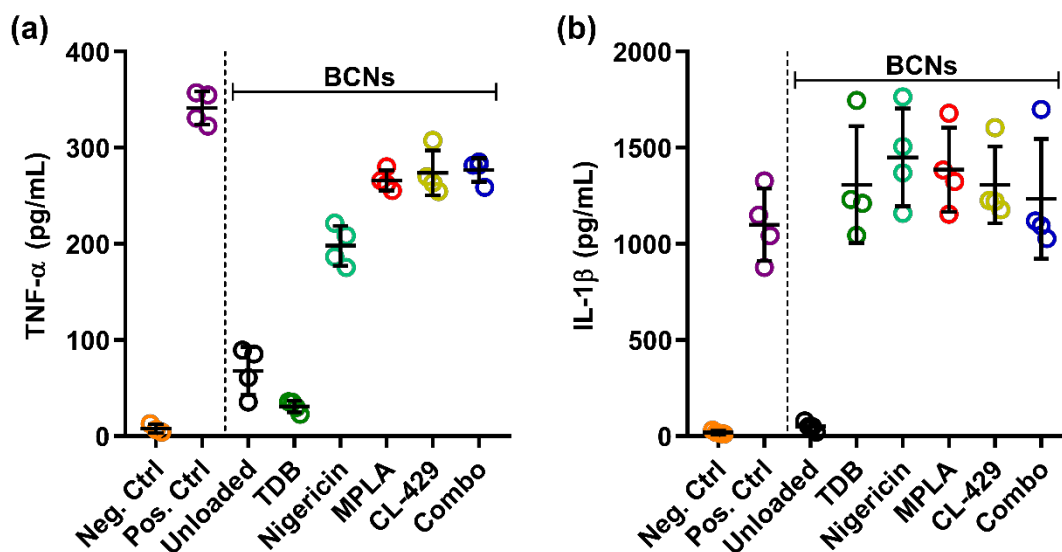 (a)
BCNs
TNF-α (pg/mL)
400
300
200
100
0
Neg. Ctrl
Pos. Ctrl
Unloaded
TDB
Nigericin
MPLA
CL-429
Combo
(b)
BCNs
IL-1β (pg/mL)
2000
1500
1000
500
0
Neg. Ctrl
Pos. Ctrl
Unloaded
TDB
Nigericin
MPLA
CL-429
Combo